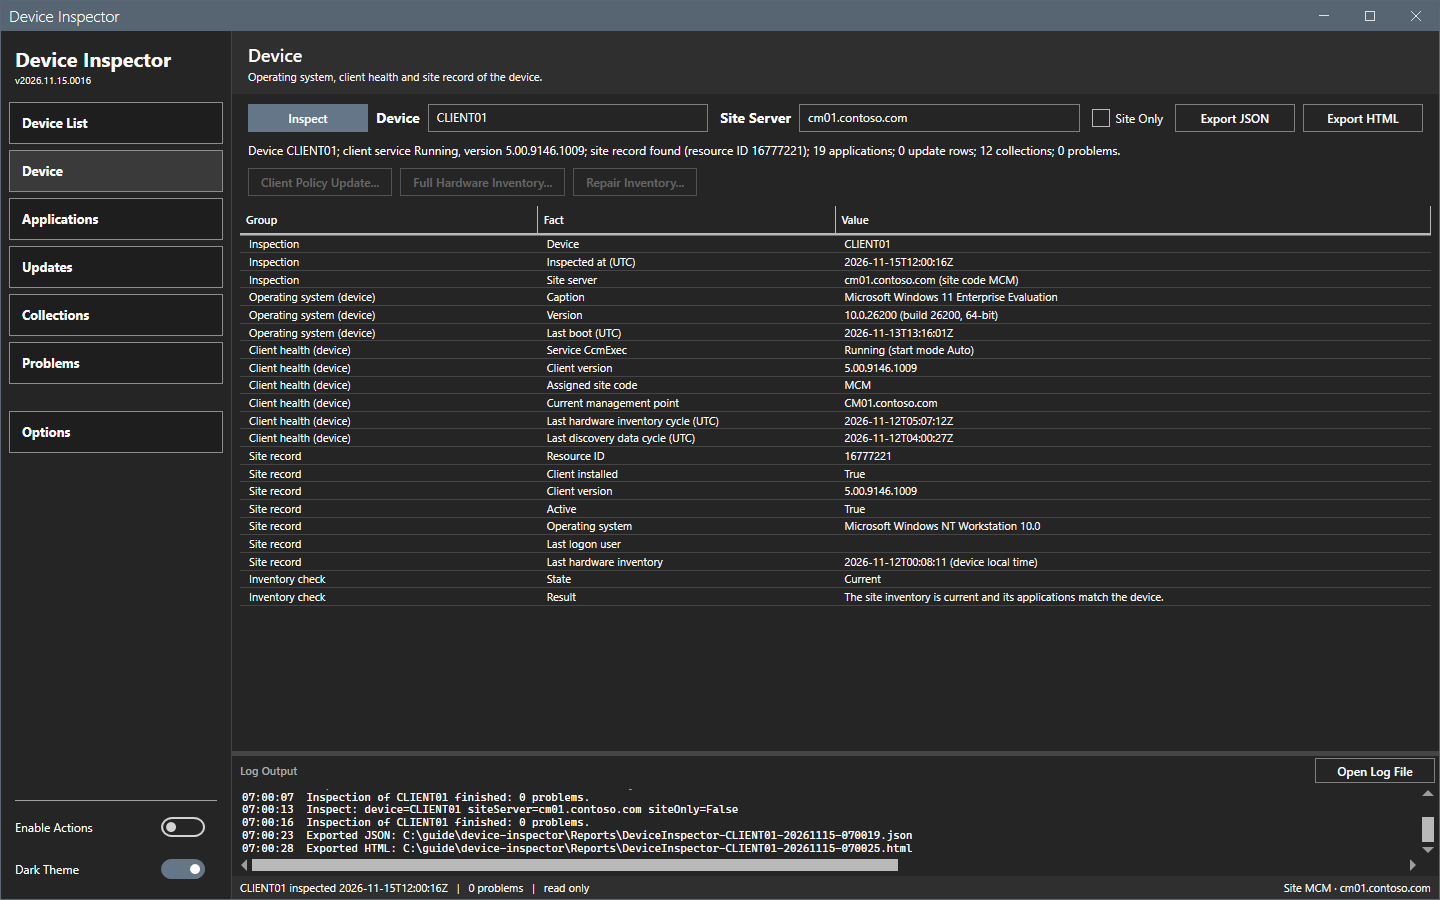 Device Inspector
Device Inspector
v2026.11.15.0016
Device List
Device
Applications
Updates
Collections
Problems
Options
Enable Actions
Dark Theme
Device
Operating system, client health and site record of the device.
Inspect Device CLIENT01 Site Server cm01.contoso.com Site Only Export JSON Export HTML
Device CLIENT01; client service Running, version 5.00.9146.1009; site record found (resource ID 16777221); 19 applications; 0 update rows; 12 collections; 0 problems.
Client Policy Update... Full Hardware Inventory... Repair Inventory...
Group Fact Value
Inspection Device CLIENT01
Inspection Inspected at (UTC) 2026-11-15T12:00:16Z
Inspection Site server cm01.contoso.com (site code MCM)
Operating system (device) Caption Microsoft Windows 11 Enterprise Evaluation
Operating system (device) Version 10.0.26200 (build 26200, 64-bit)
Operating system (device) Last boot (UTC) 2026-11-13T13:16:01Z
Client health (device) Service CcmExec Running (start mode Auto)
Client health (device) Client version 5.00.9146.1009
Client health (device) Assigned site code MCM
Client health (device) Current management point CM01.contoso.com
Client health (device) Last hardware inventory cycle (UTC) 2026-11-12T05:07:12Z
Client health (device) Last discovery data cycle (UTC) 2026-11-12T04:00:27Z
Site record Resource ID 16777221
Site record Client installed True
Site record Client version 5.00.9146.1009
Site record Active True
Site record Operating system Microsoft Windows NT Workstation 10.0
Site record Last logon user
Site record Last hardware inventory 2026-11-12T00:08:11 (device local time)
Inventory check State Current
Inventory check Result The site inventory is current and its applications match the device.
Log Output Open Log File
07:00:07 Inspection of CLIENT01 finished: 0 problems.
07:00:13 Inspect: device=CLIENT01 siteServer=cm01.contoso.com siteOnly=False
07:00:16 Inspection of CLIENT01 finished: 0 problems.
07:00:23 Exported JSON: C:\guide\device-inspector\Reports\DeviceInspector-CLIENT01-20261115-070019.json
07:00:28 Exported HTML: C:\guide\device-inspector\Reports\DeviceInspector-CLIENT01-20261115-070025.html
CLIENT01 inspected 2026-11-15T12:00:16Z | 0 problems | read only Site MCM · cm01.contoso.com